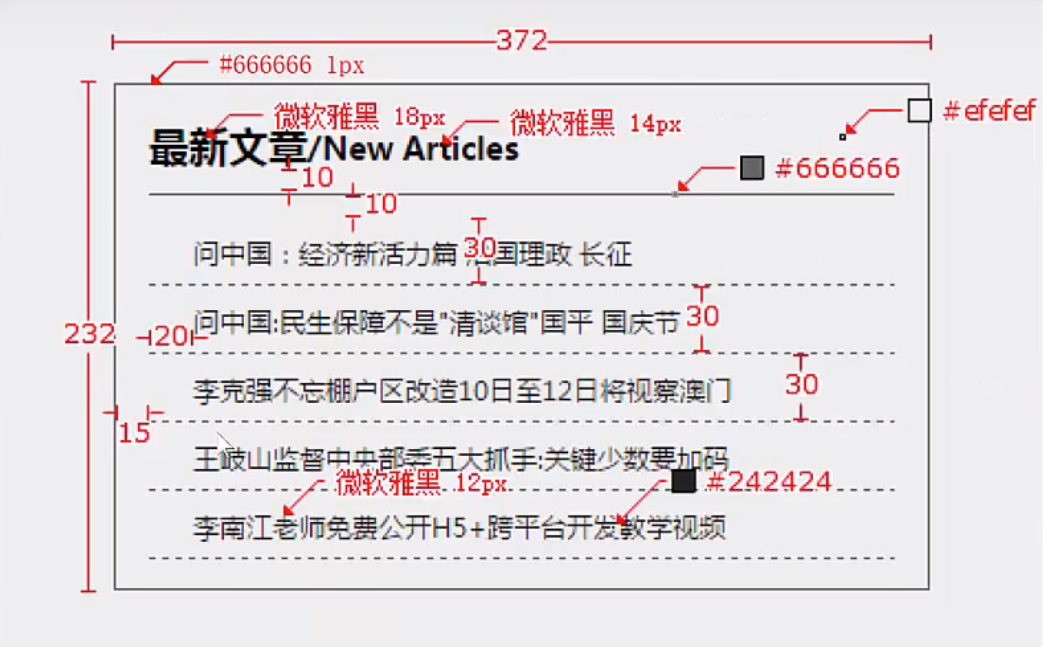 372
#666666 1px
微软雅黑 18px
微软雅黑 14px
#efefef
最新文章/New Articles
#666666
10
10
问中国：经济新活力篇 治国理政 长征
30
问中国:民生保障不是"清谈馆"国平 国庆节
30
232
20
李克强不忘棚户区改造10日至12日将视察澳门
30
15
王岐山监督中央部委五大抓手:关键少数要加码
微软雅黑 12px
#242424
李南江老师免费公开H5+跨平台开发教学视频